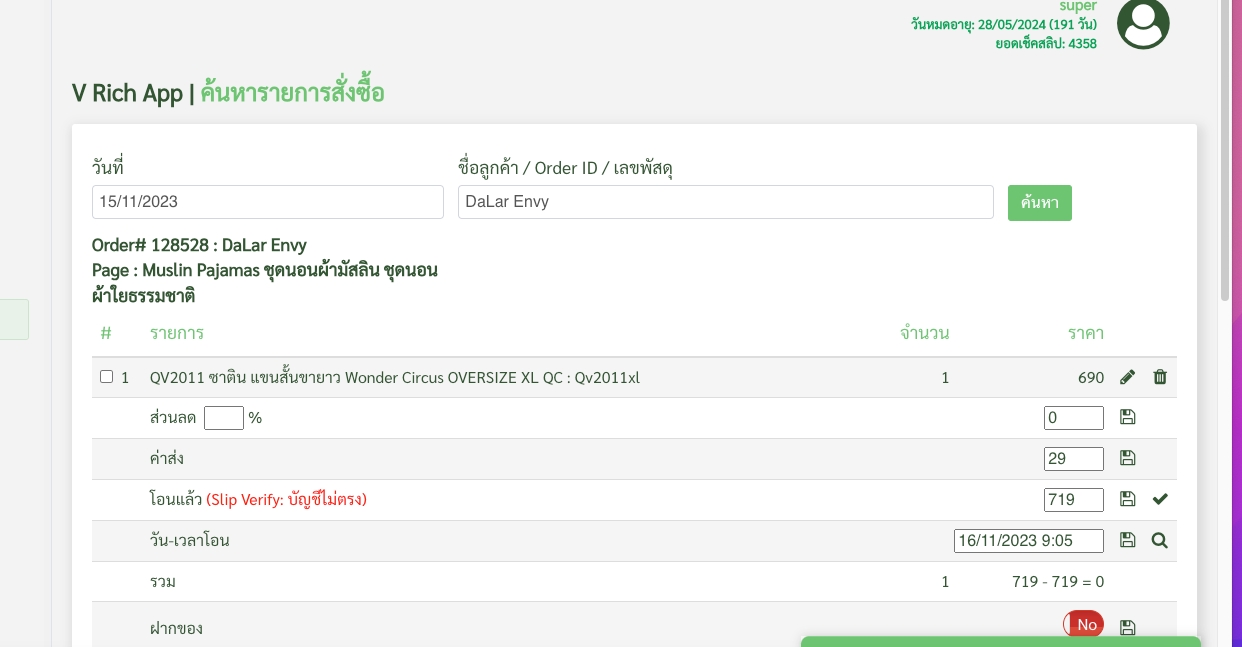 super
วันหมดอายุ: 28/05/2024 (191 วัน)
ยอดเช็คสลิป: 4358
V Rich App | ค้นหารายการสั่งซื้อ
วันที่ ชื่อลูกค้า / Order ID / เลขพัสดุ
15/11/2023 DaLar Envy ค้นหา
Order# 128528 : DaLar Envy
Page : Muslin Pajamas ชุดนอนผ้ามัสลิน ชุดนอน
ผ้าใยธรรมชาติ
# รายการ จำนวน ราคา
1 QV2011 ซาติน แขนสั้นขายาว Wonder Circus OVERSIZE XL QC : Qv2011xl 1 690
ส่วนลด % 0
ค่าส่ง 29
โอนแล้ว (Slip Verify: บัญชีไม่ตรง) 719
วัน-เวลาโอน 16/11/2023 9:05
รวม 1 719 - 719 = 0
ฝากของ No